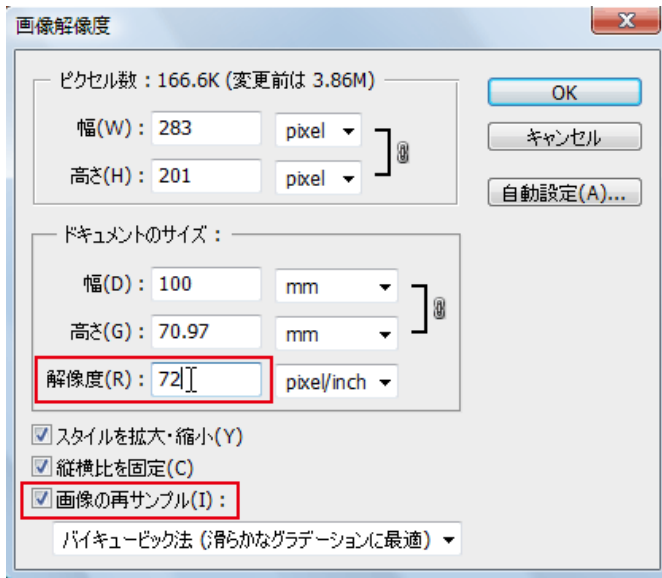 画像解像度
ピクセル数：166.6K (変更前は 3.86M)
幅(W)： 283 pixel
高さ(H)： 201 pixel
OK
キャンセル
自動設定(A)...
ドキュメントのサイズ：
幅(D)： 100 mm
高さ(G)： 70.97 mm
解像度(R)： 72 pixel/inch
スタイルを拡大・縮小(Y)
縦横比を固定(C)
画像の再サンプル(I)：
バイキュービック法 (滑らかなグラデーションに最適)